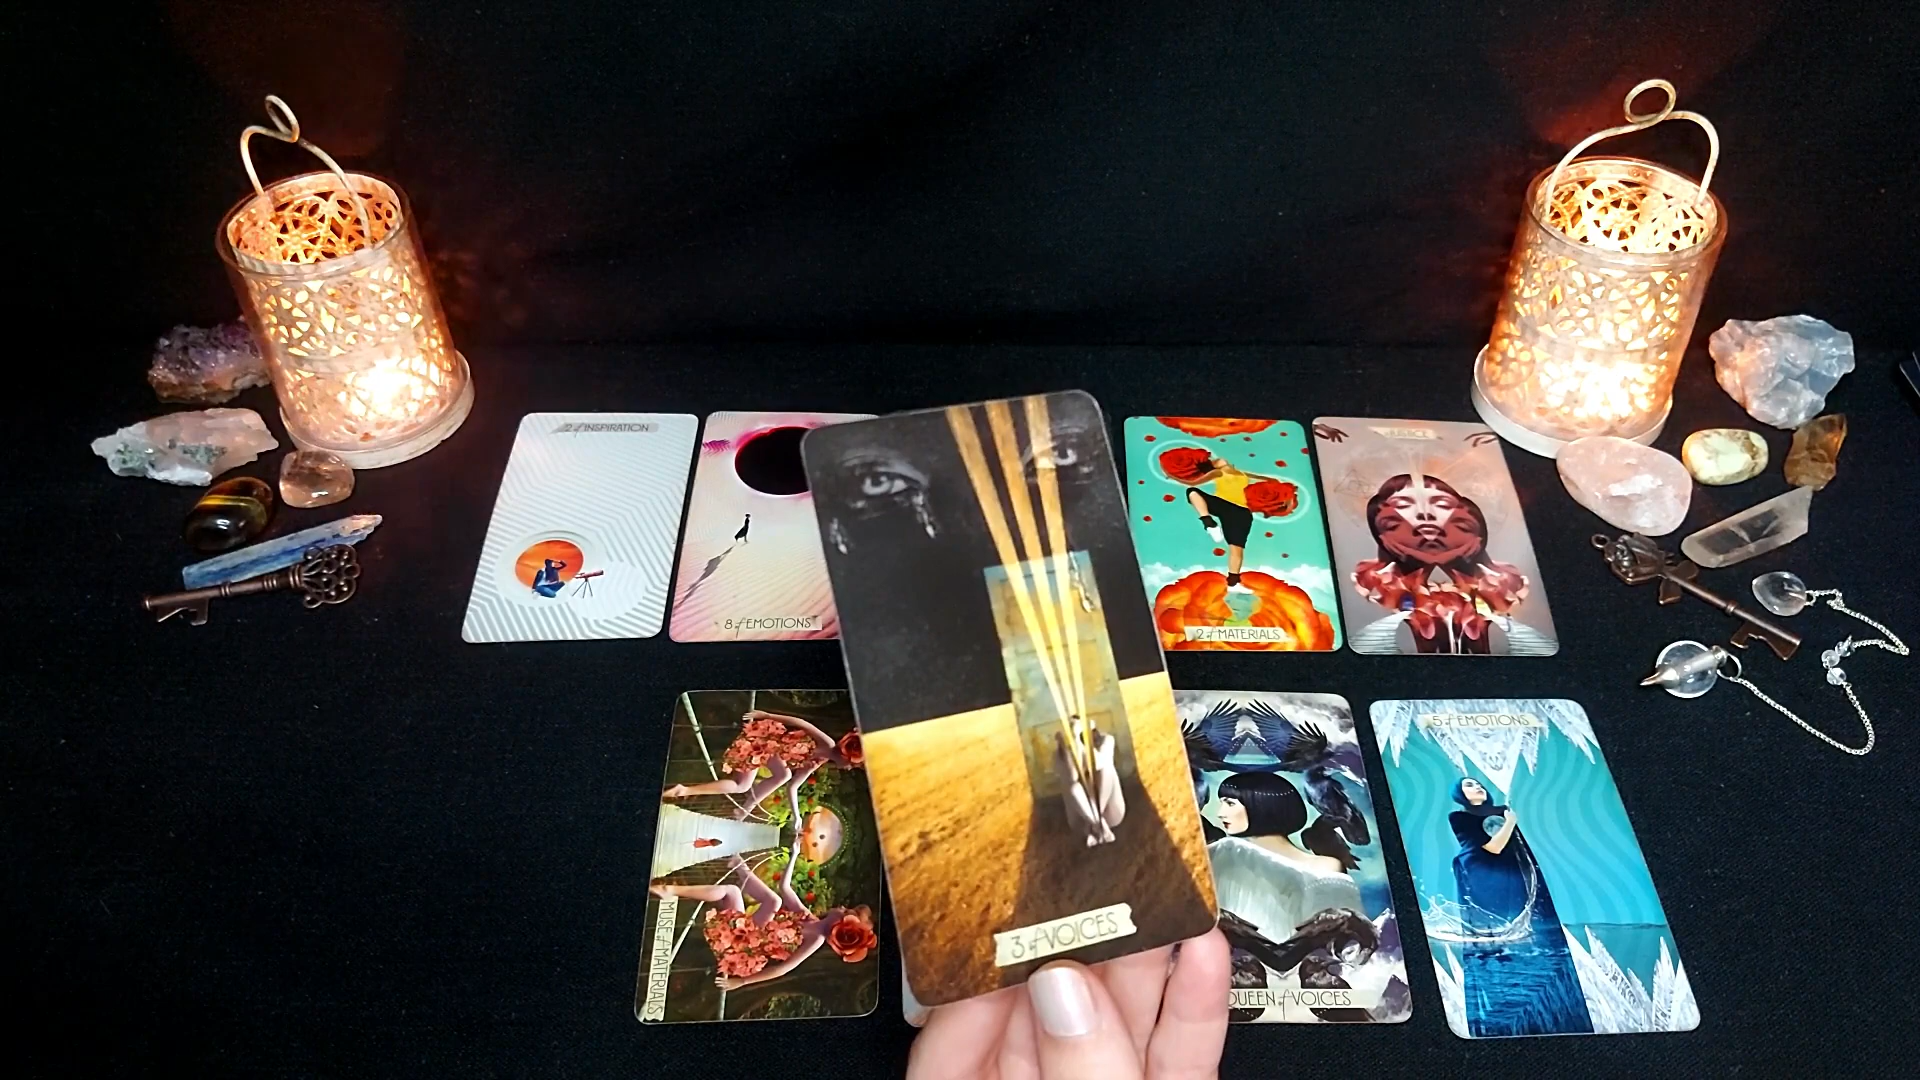 2 of INSPIRATION
8 of EMOTIONS
2 of MATERIALS
JUSTICE
3 of VOICES
MUSE of MATERIALS
QUEEN of VOICES
5 of EMOTIONS